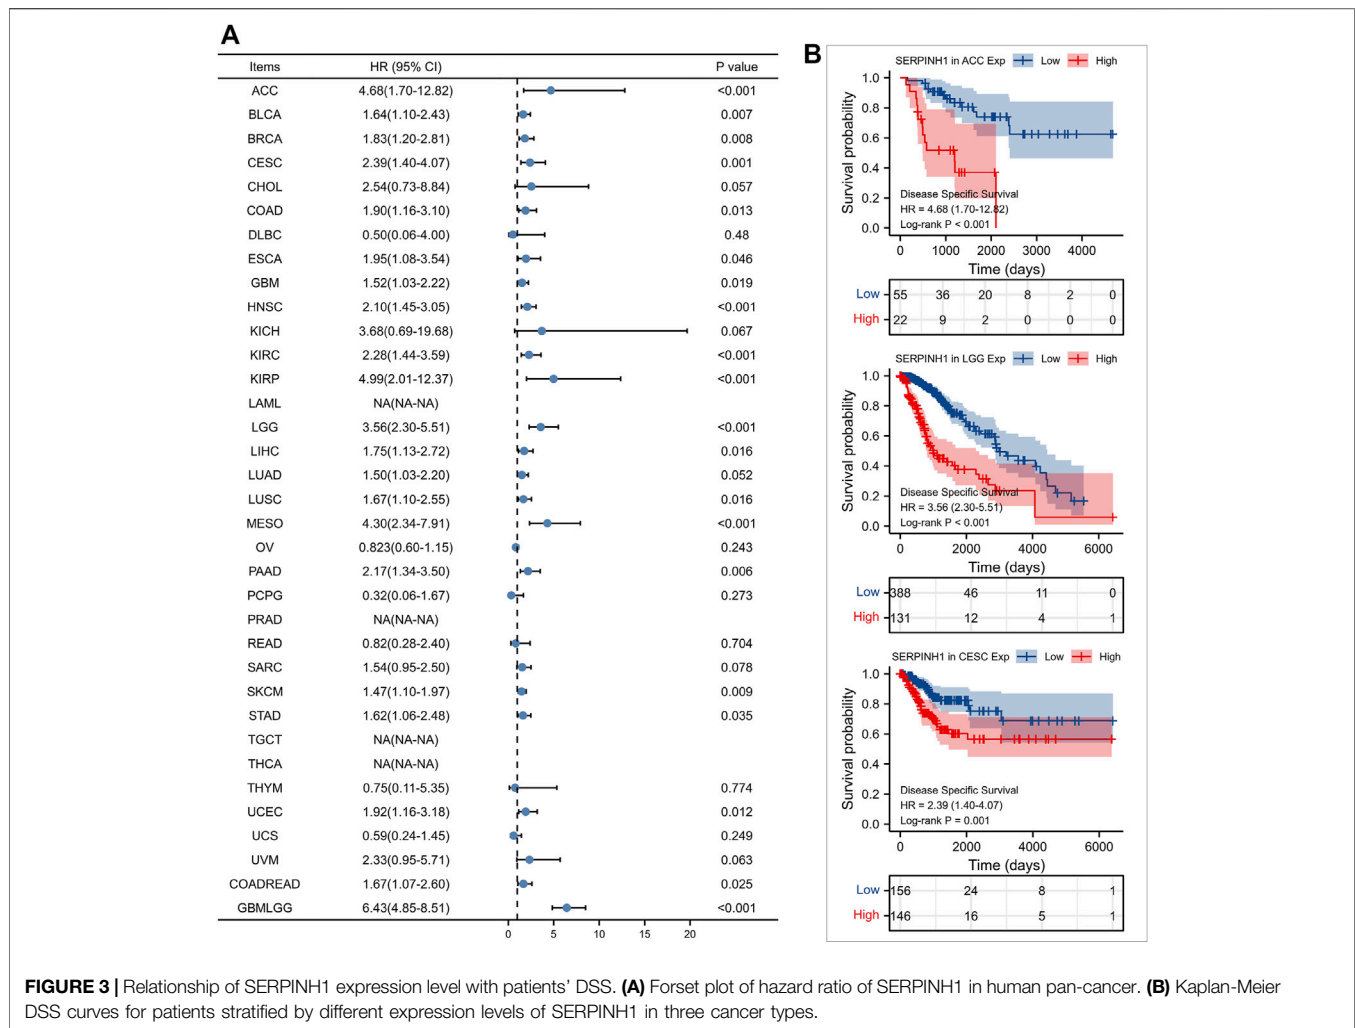 A
Items HR (95% CI) P value
ACC 4.68(1.70-12.82) <0.001
BLCA 1.64(1.10-2.43) 0.007
BRCA 1.83(1.20-2.81) 0.008
CESC 2.39(1.40-4.07) 0.001
CHOL 2.54(0.73-8.84) 0.057
COAD 1.90(1.16-3.10) 0.013
DLBC 0.50(0.06-4.00) 0.48
ESCA 1.95(1.08-3.54) 0.046
GBM 1.52(1.03-2.22) 0.019
HNSC 2.10(1.45-3.05) <0.001
KICH 3.68(0.69-19.68) 0.067
KIRC 2.28(1.44-3.59) <0.001
KIRP 4.99(2.01-12.37) <0.001
LAML NA(NA-NA)
LGG 3.56(2.30-5.51) <0.001
LIHC 1.75(1.13-2.72) 0.016
LUAD 1.50(1.03-2.20) 0.052
LUSC 1.67(1.10-2.55) 0.016
MESO 4.30(2.34-7.91) <0.001
OV 0.823(0.60-1.15) 0.243
PAAD 2.17(1.34-3.50) 0.006
PCPG 0.32(0.06-1.67) 0.273
PRAD NA(NA-NA)
READ 0.82(0.28-2.40) 0.704
SARC 1.54(0.95-2.50) 0.078
SKCM 1.47(1.10-1.97) 0.009
STAD 1.62(1.06-2.48) 0.035
TGCT NA(NA-NA)
THCA NA(NA-NA)
THYM 0.75(0.11-5.35) 0.774
UCEC 1.92(1.16-3.18) 0.012
UCS 0.59(0.24-1.45) 0.249
UVM 2.33(0.95-5.71) 0.063
COADREAD 1.67(1.07-2.60) 0.025
GBMLGG 6.43(4.85-8.51) <0.001
0 5 10 15 20
B
SERPINH1 in ACC Exp Low High
Survival probability
1.0
0.8
0.6
0.4
0.2
0.0
Disease Specific Survival
HR = 4.68 (1.70-12.82)
Log-rank P < 0.001
0 1000 2000 3000 4000
Time (days)
Low 55 36 20 8 2 0
High 22 9 2 0 0 0
SERPINH1 in LGG Exp Low High
Survival probability
1.0
0.8
0.6
0.4
0.2
0.0
Disease Specific Survival
HR = 3.56 (2.30-5.51)
Log-rank P < 0.001
0 2000 4000 6000
Time (days)
Low 388 46 11 0
High 131 12 4 1
SERPINH1 in CESC Exp Low High
Survival probability
1.0
0.8
0.6
0.4
0.2
0.0
Disease Specific Survival
HR = 2.39 (1.40-4.07)
Log-rank P = 0.001
0 2000 4000 6000
Time (days)
Low 156 24 8 1
High 146 16 5 1
FIGURE 3 | Relationship of SERPINH1 expression level with patients' DSS. (A) Forset plot of hazard ratio of SERPINH1 in human pan-cancer. (B) Kaplan-Meier
DSS curves for patients stratified by different expression levels of SERPINH1 in three cancer types.